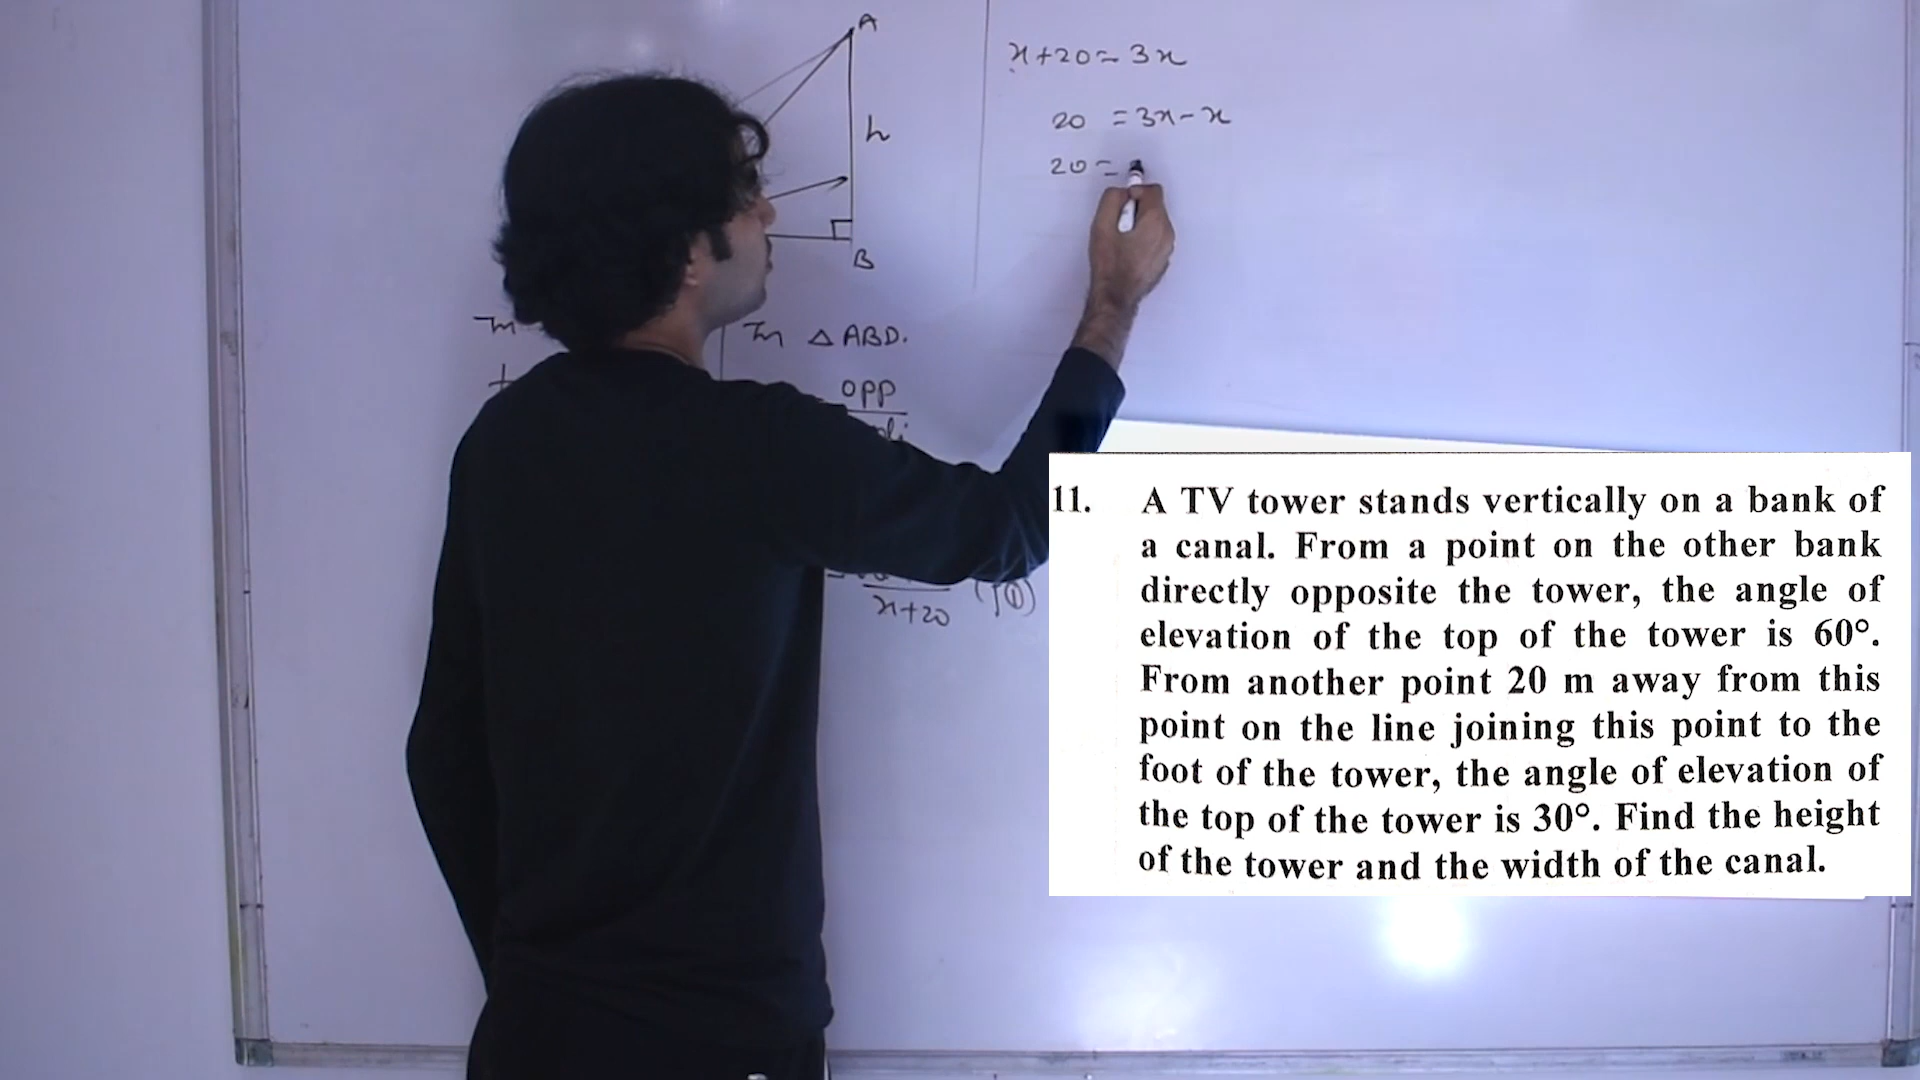 A
h
B
x+20=3x
20 =3x-x
20=
In
In △ ABD.
opp
x+20
11. A TV tower stands vertically on a bank of
a canal. From a point on the other bank
directly opposite the tower, the angle of
elevation of the top of the tower is 60°.
From another point 20 m away from this
point on the line joining this point to the
foot of the tower, the angle of elevation of
the top of the tower is 30°. Find the height
of the tower and the width of the canal.